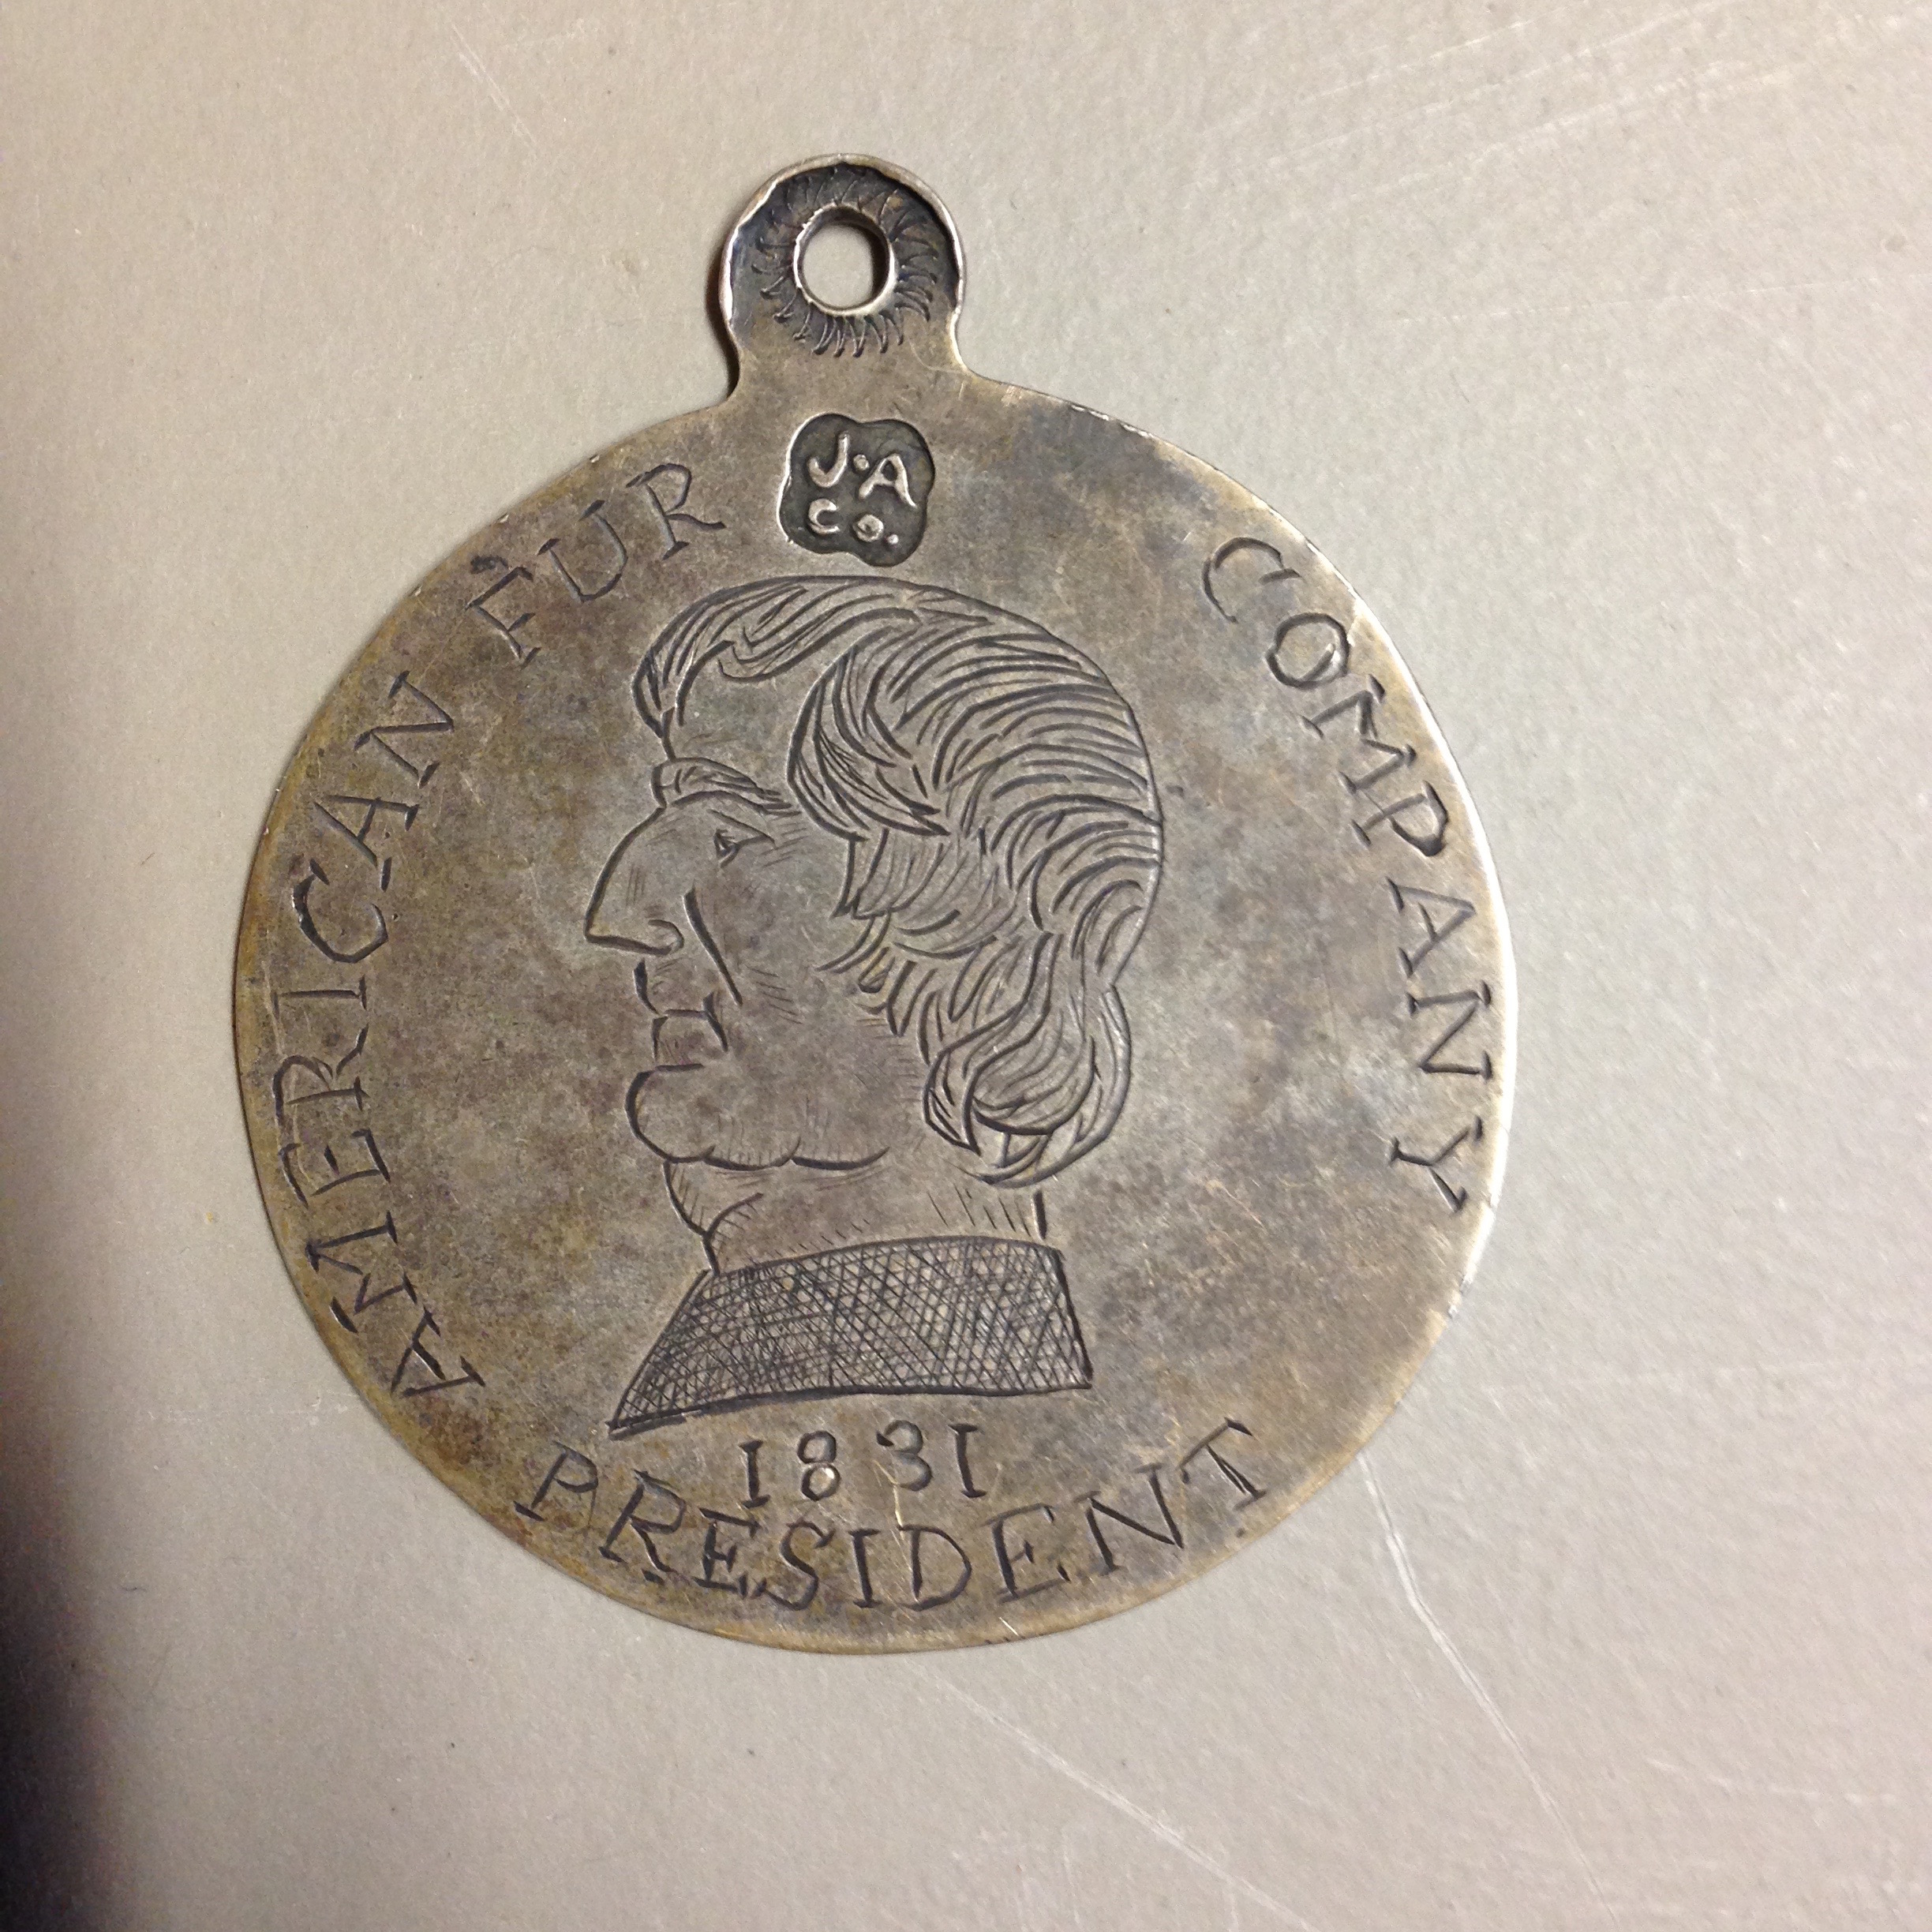 J·A
Co.
AMERICAN FUR COMPANY
1831
PRESIDENT